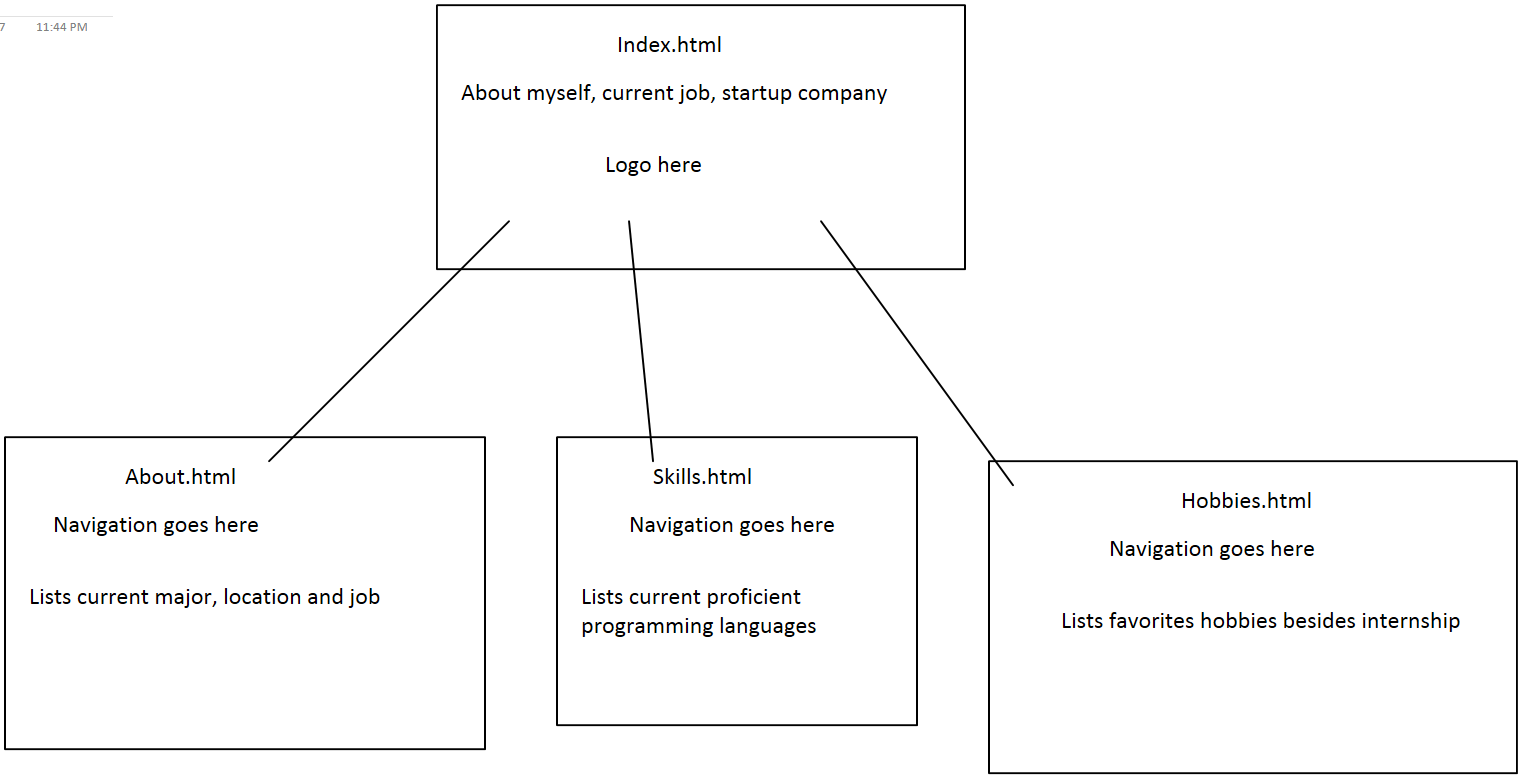 7 11:44 PM
Index.html
About myself, current job, startup company
Logo here
About.html
Navigation goes here
Lists current major, location and job
Skills.html
Navigation goes here
Lists current proficient
programming languages
Hobbies.html
Navigation goes here
Lists favorites hobbies besides internship